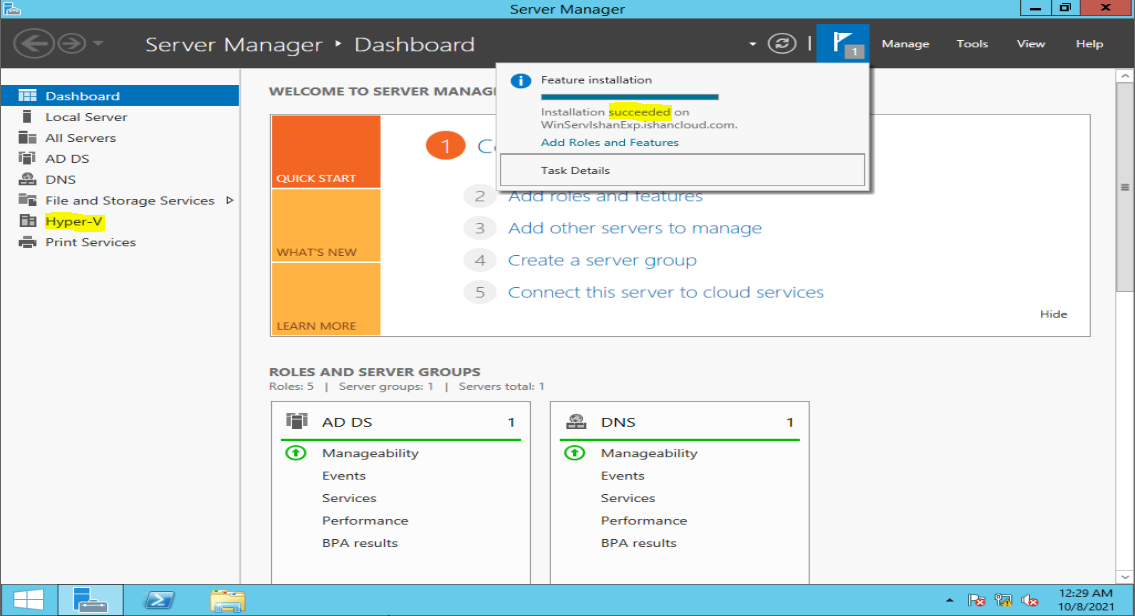 Server Manager
Server Manager ‣ Dashboard
1
Manage
Tools
View
Help
Dashboard
Local Server
All Servers
AD DS
DNS
File and Storage Services
Hyper-V
Print Services
WELCOME TO SERVER MANAG
Feature installation
Installation succeeded on
WinServIshanExp.ishancloud.com.
Add Roles and Features
Task Details
QUICK START
WHAT'S NEW
LEARN MORE
1 Co
2 Add roles and features
3 Add other servers to manage
4 Create a server group
5 Connect this server to cloud services
Hide
ROLES AND SERVER GROUPS
Roles: 5 | Server groups: 1 | Servers total: 1
AD DS 1
Manageability
Events
Services
Performance
BPA results
DNS 1
Manageability
Events
Services
Performance
BPA results
12:29 AM
10/8/2021